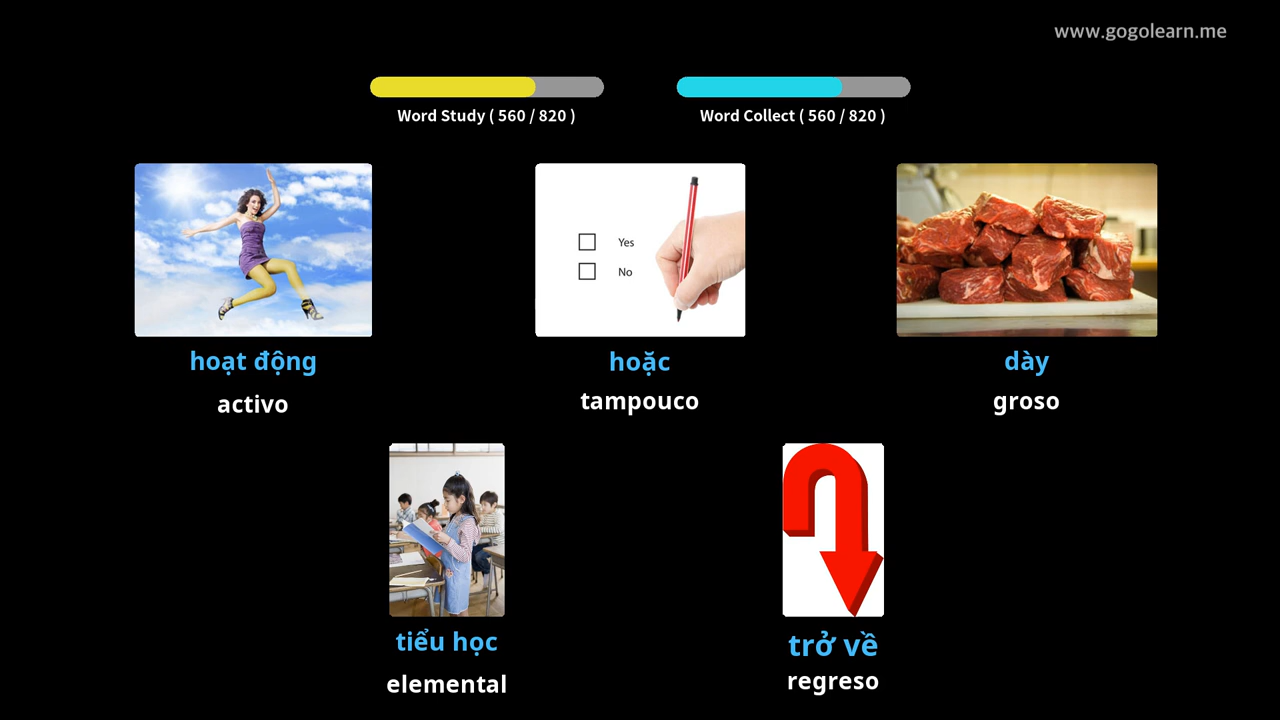 www.gogolearn.me
Word Study ( 560 / 820 )
Word Collect ( 560 / 820 )
Yes
No
hoạt động
hoặc
dày
activo
tampouco
groso
tiểu học
trở về
elemental
regreso